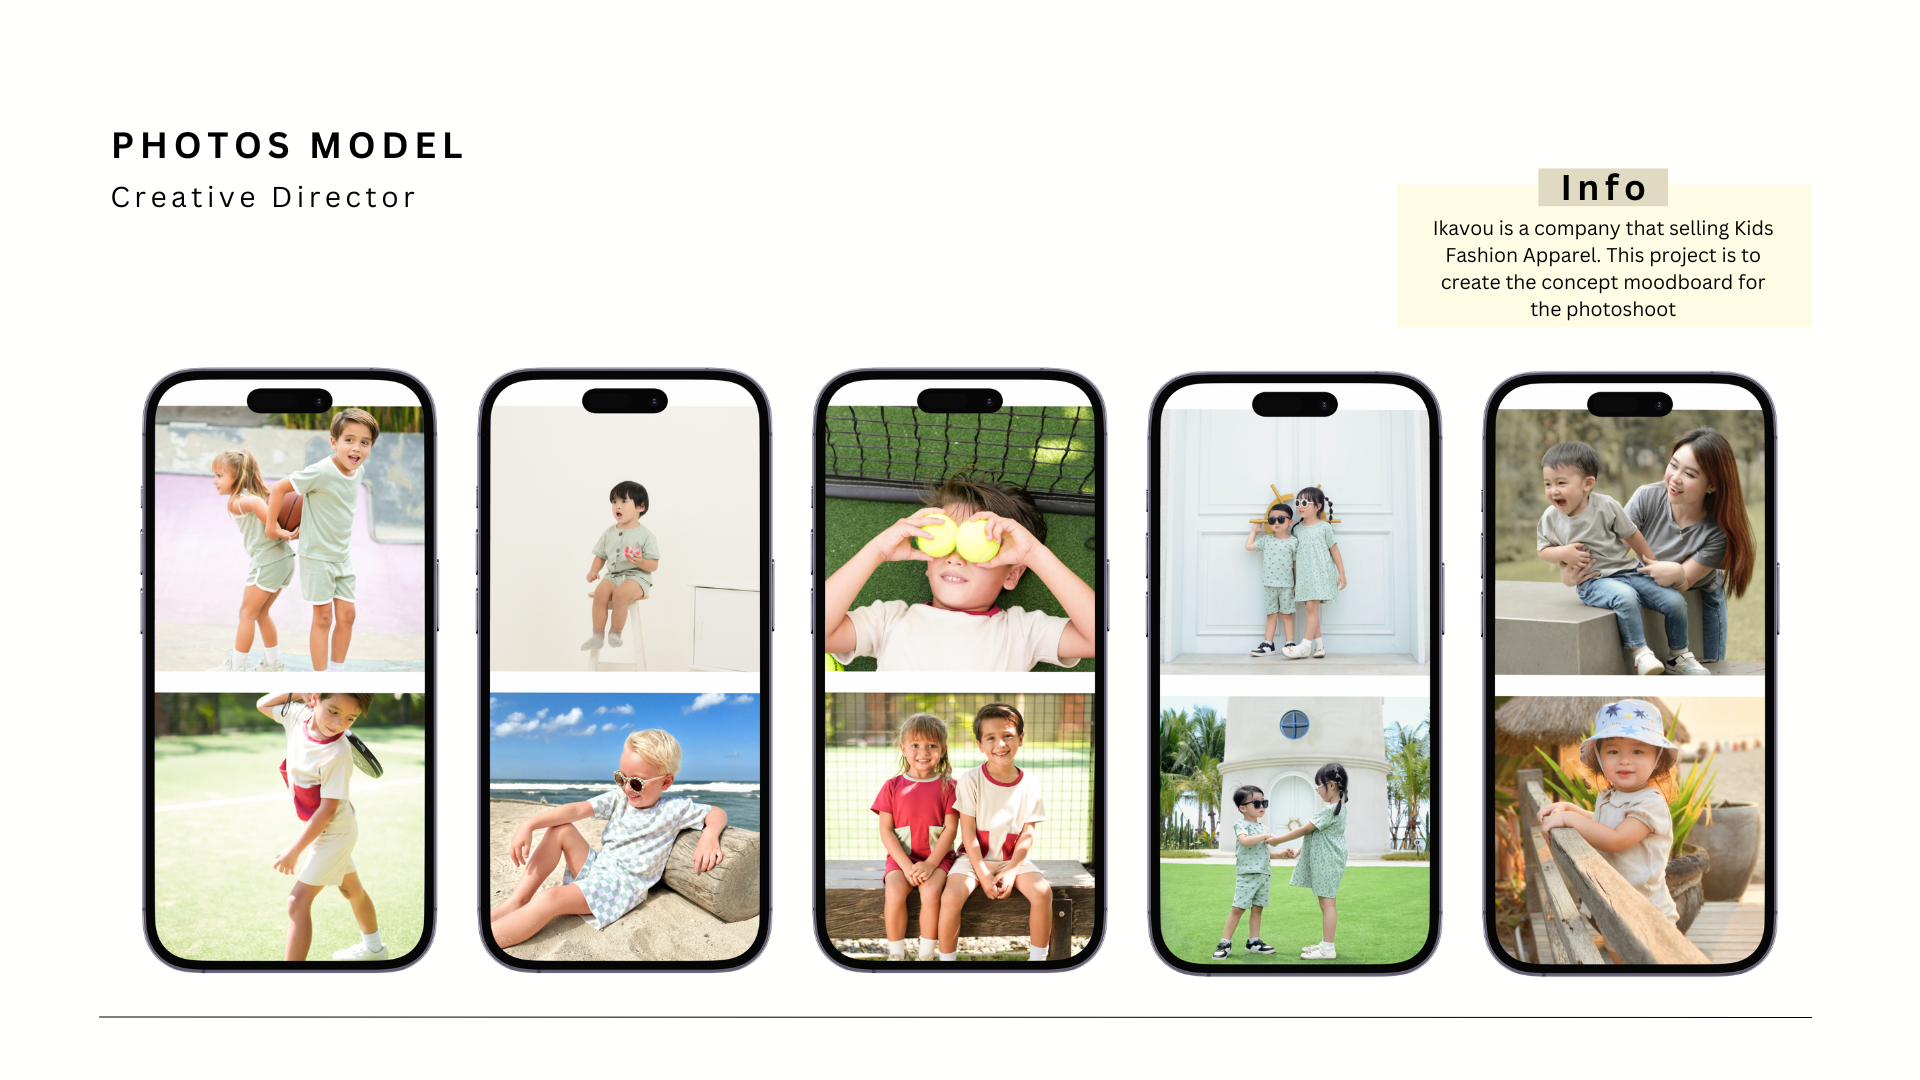 PHOTOS MODEL
Creative Director
Info
Ikavou is a company that selling Kids
Fashion Apparel. This project is to
create the concept moodboard for
the photoshoot